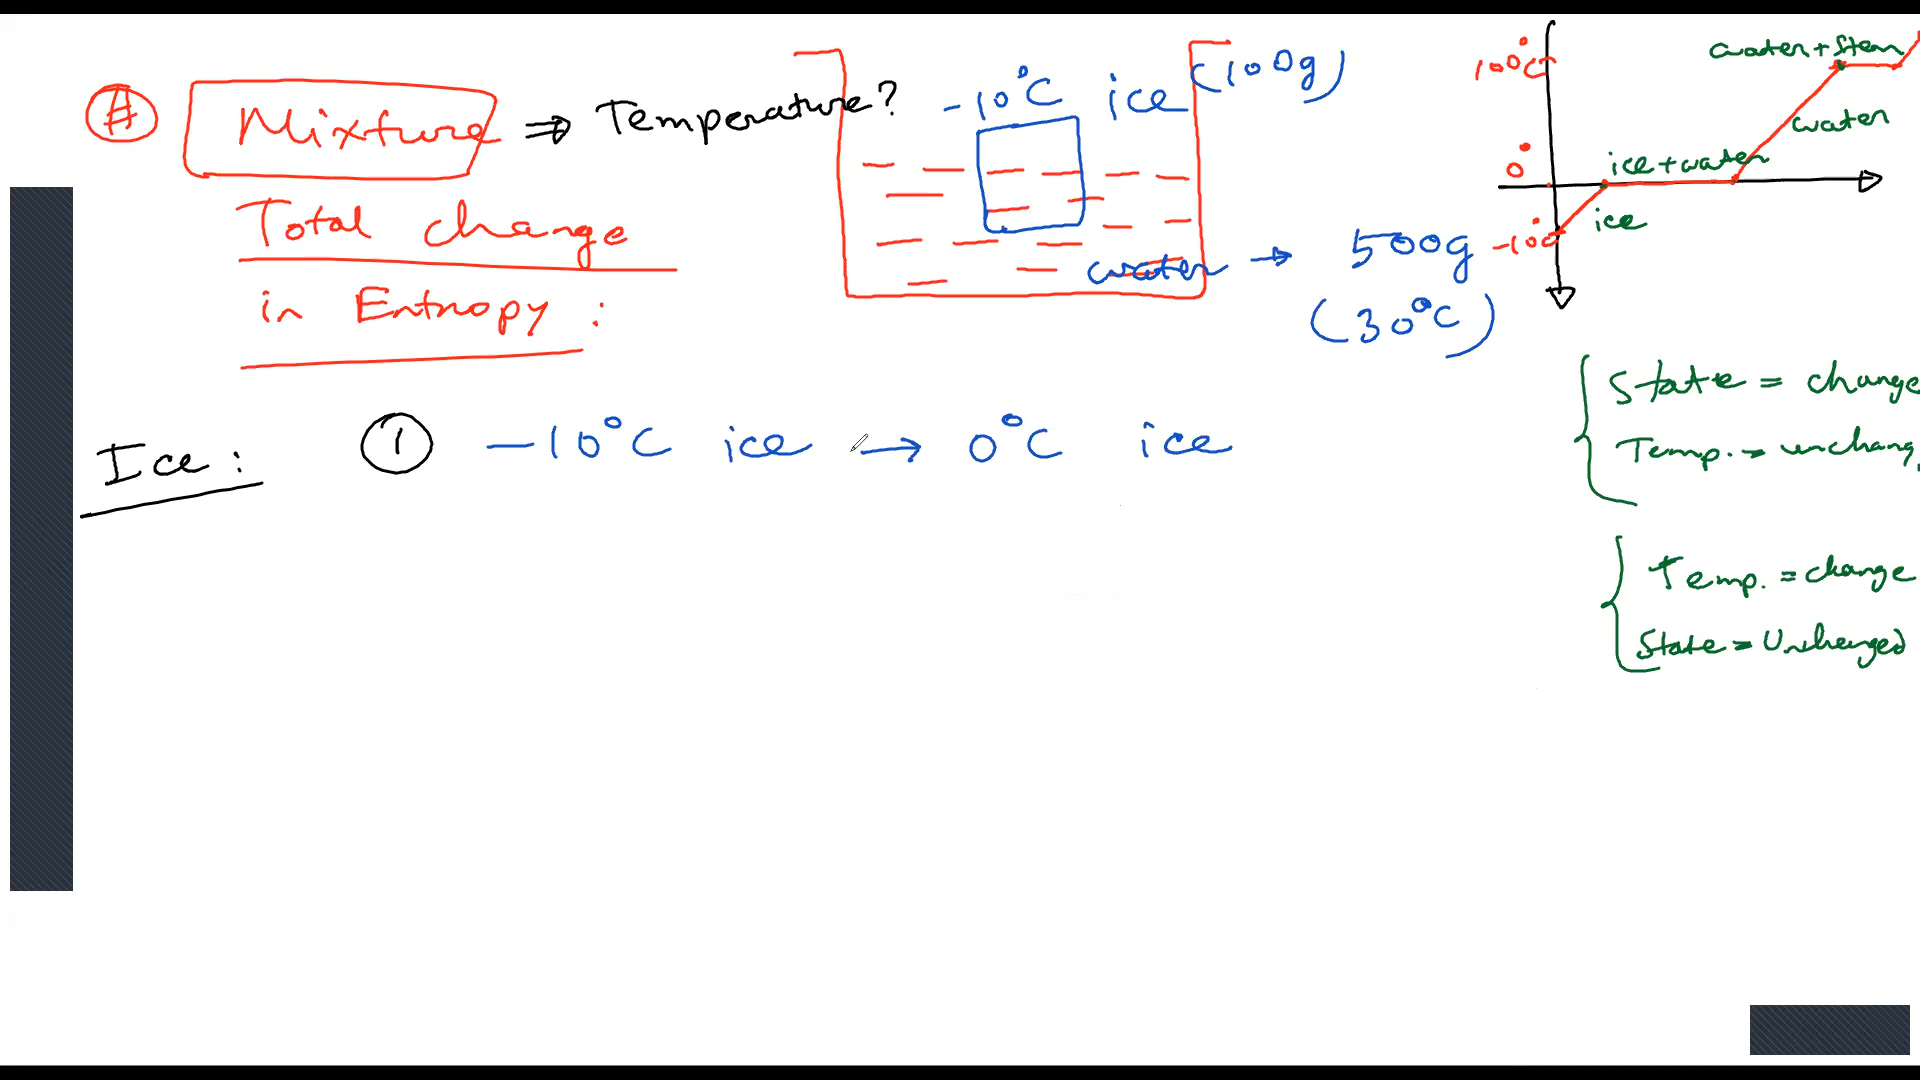 # Mixture ⇒ Temperature?
Total change
in Entropy :
-10°C ice (100g)
water → 500g
(30°C)
100°C
0°
-10°
water + Steam
water
ice + water
ice
State = change
Temp. → unchang
Temp. = change
State = Unchanged
Ice : ① -10°C ice → 0°C ice